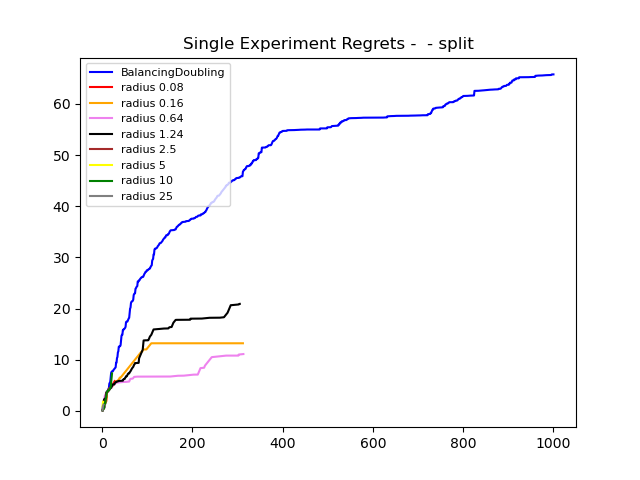 Single Experiment Regrets -  - split
BalancingDoubling
radius 0.08
radius 0.16
radius 0.64
radius 1.24
radius 2.5
radius 5
radius 10
radius 25
60
50
40
30
20
10
0
0 200 400 600 800 1000